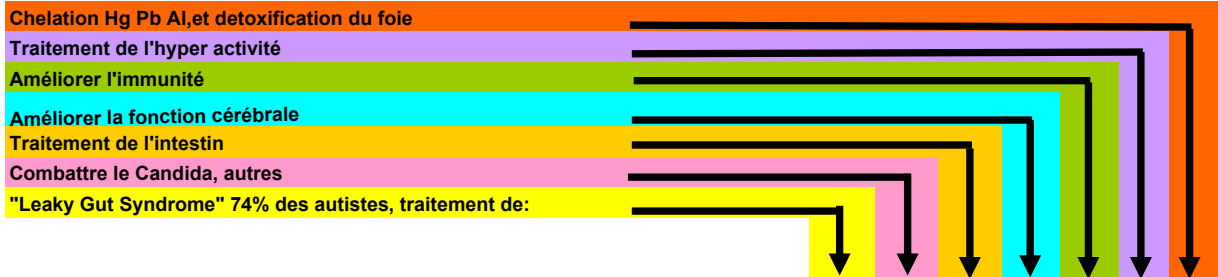 Chelation Hg Pb Al,et detoxification du foie
Traitement de l'hyper activité
Améliorer l'immunité
Améliorer la fonction cérébrale
Traitement de l'intestin
Combattre le Candida, autres
"Leaky Gut Syndrome" 74% des autistes, traitement de: